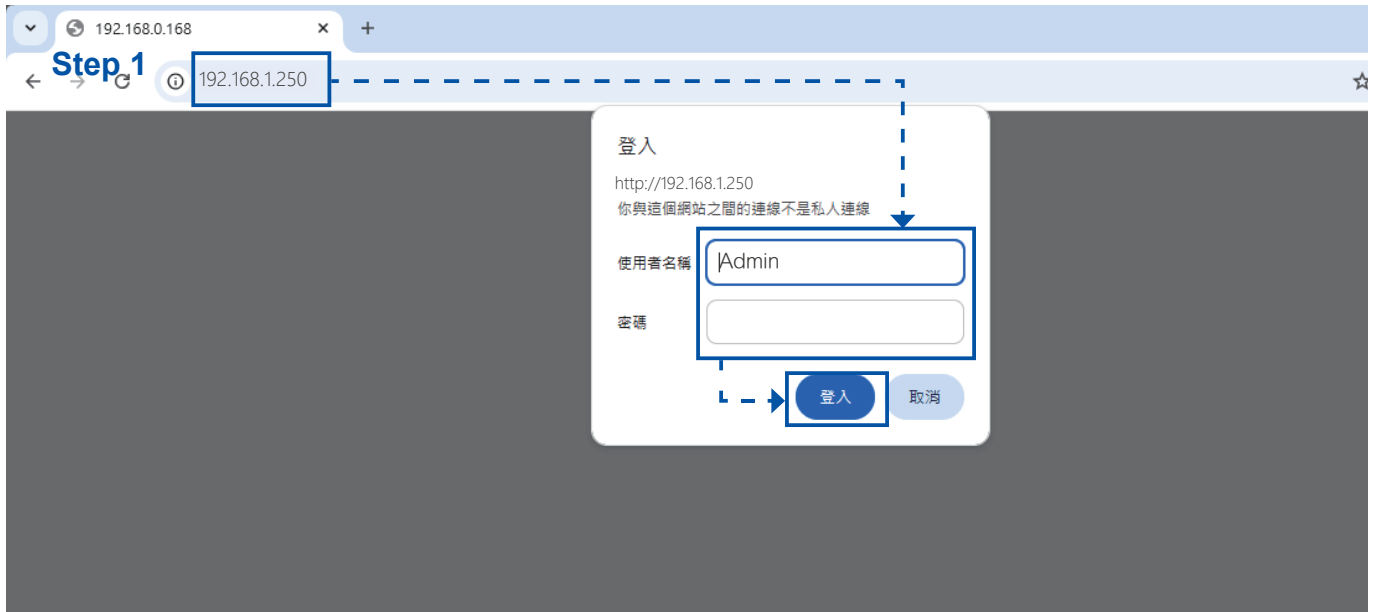 192.168.0.168
Step 1
192.168.1.250
登入
http://192.168.1.250
你與這個網站之間的連線不是私人連線
使用者名稱
Admin
密碼
登入
取消